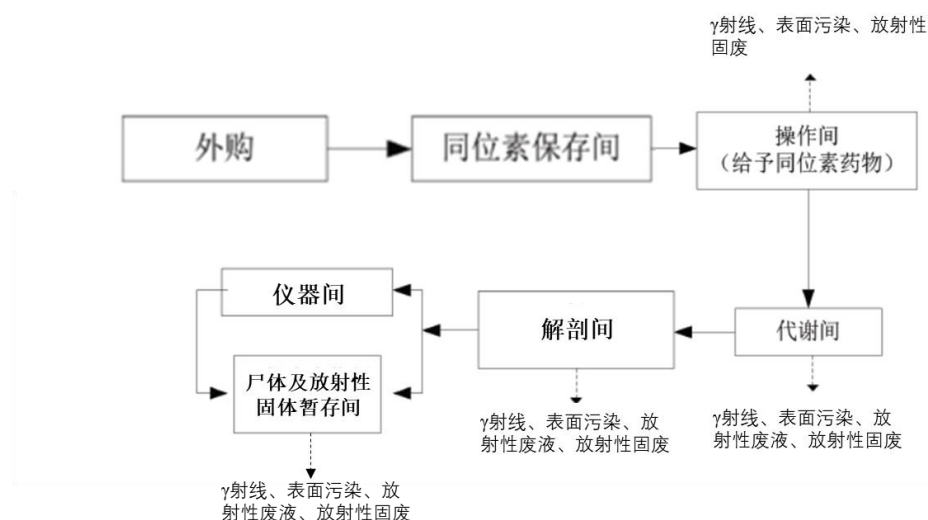 γ射线、表面污染、放射性
固废
外购
同位素保存间
操作间
（给予同位素药物）
仪器间
解剖间
代谢间
尸体及放射性
固体暂存间
γ射线、表面污染、放
射性废液、放射性固废
γ射线、表面污染、放
射性废液、放射性固废
γ射线、表面污染、放
射性废液、放射性固废